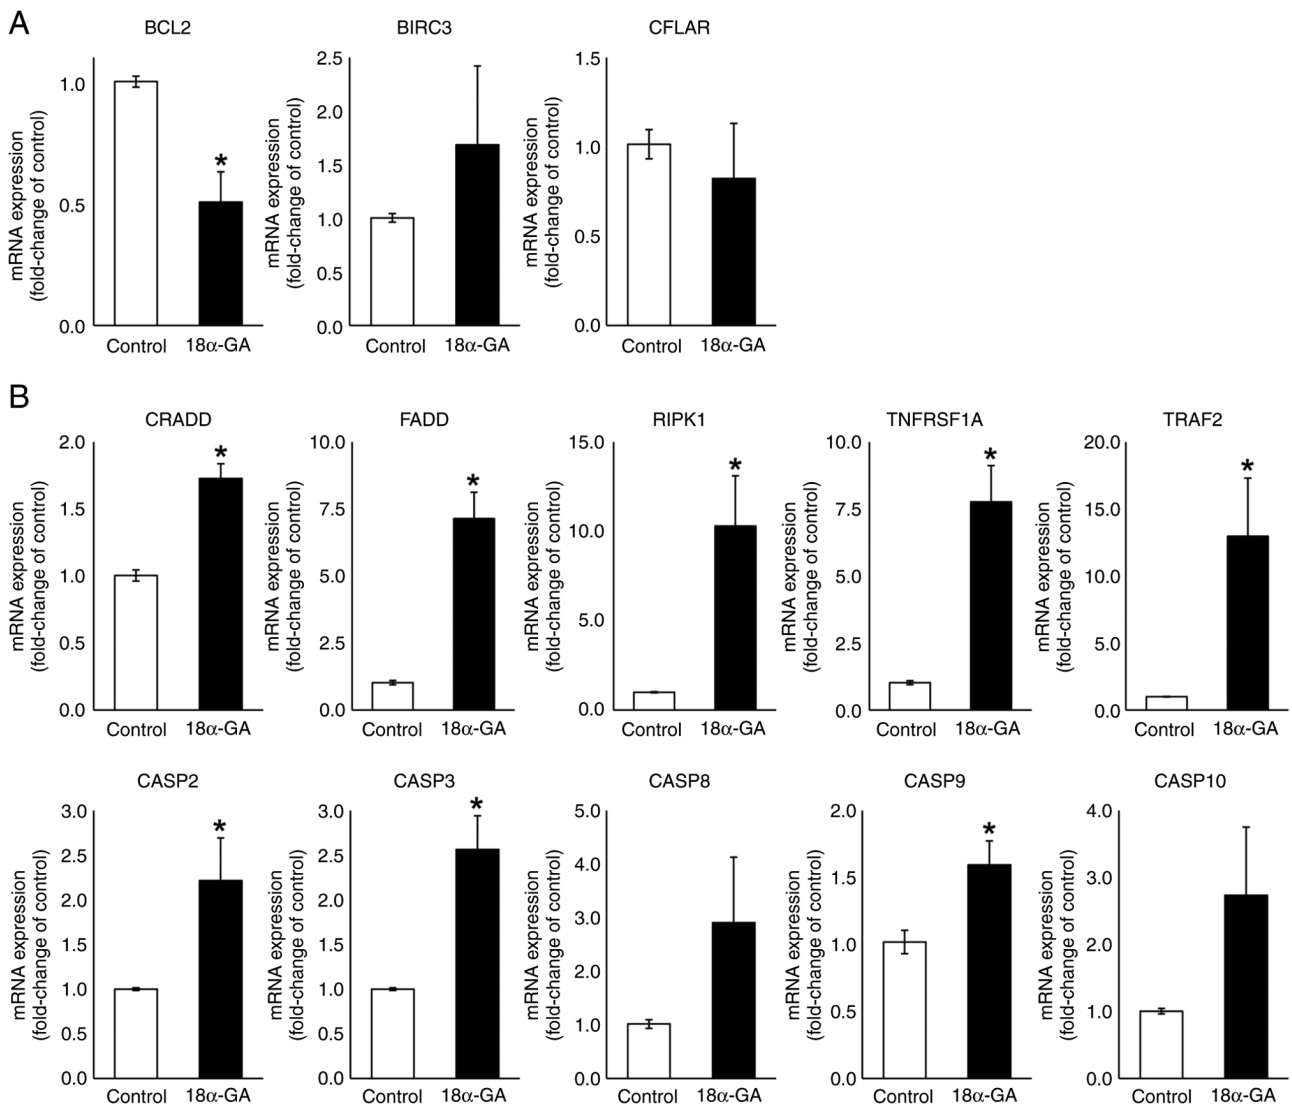 A
BCL2
BIRC3
CFLAR
mRNA expression
(fold-change of control)
1.0
0.5
0.0
*
Control
18α-GA
mRNA expression
(fold-change of control)
2.5
2.0
1.5
1.0
0.5
0.0
Control
18α-GA
mRNA expression
(fold-change of control)
1.5
1.0
0.5
0.0
Control
18α-GA
B
CRADD
FADD
RIPK1
TNFRSF1A
TRAF2
mRNA expression
(fold-change of control)
2.0
1.5
1.0
0.5
0.0
*
Control
18α-GA
mRNA expression
(fold-change of control)
10.0
7.5
5.0
2.5
0.0
*
Control
18α-GA
mRNA expression
(fold-change of control)
15.0
10.0
5.0
0.0
*
Control
18α-GA
mRNA expression
(fold-change of control)
10.0
7.5
5.0
2.5
0.0
*
Control
18α-GA
mRNA expression
(fold-change of control)
20.0
15.0
10.0
5.0
0.0
*
Control
18α-GA
CASP2
CASP3
CASP8
CASP9
CASP10
mRNA expression
(fold-change of control)
3.0
2.5
2.0
1.5
1.0
0.5
0.0
*
Control
18α-GA
mRNA expression
(fold-change of control)
3.0
2.5
2.0
1.5
1.0
0.5
0.0
*
Control
18α-GA
mRNA expression
(fold-change of control)
5.0
4.0
3.0
2.0
1.0
0.0
Control
18α-GA
mRNA expression
(fold-change of control)
2.0
1.5
1.0
0.5
0.0
*
Control
18α-GA
mRNA expression
(fold-change of control)
4.0
3.0
2.0
1.0
0.0
Control
18α-GA